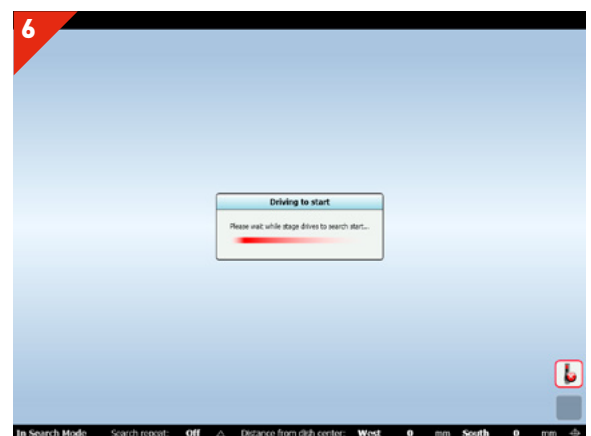 6
Driving to start
Please wait while stage drives to search start...
In Search Mode Search repeat: Off Distance from dish center: West 0 mm South 0 mm